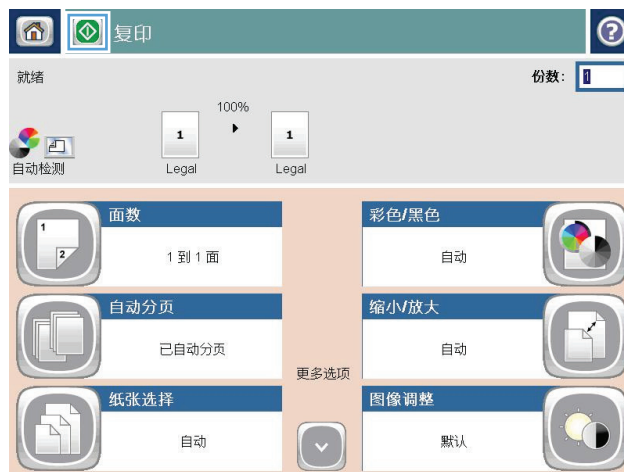 复印
?
就绪
份数: 1
100%
1
1
自动检测
Legal
Legal
面数
1 到 1 面
1
2
彩色/黑色
自动
自动分页
已自动分页
缩小/放大
自动
更多选项
纸张选择
自动
图像调整
默认